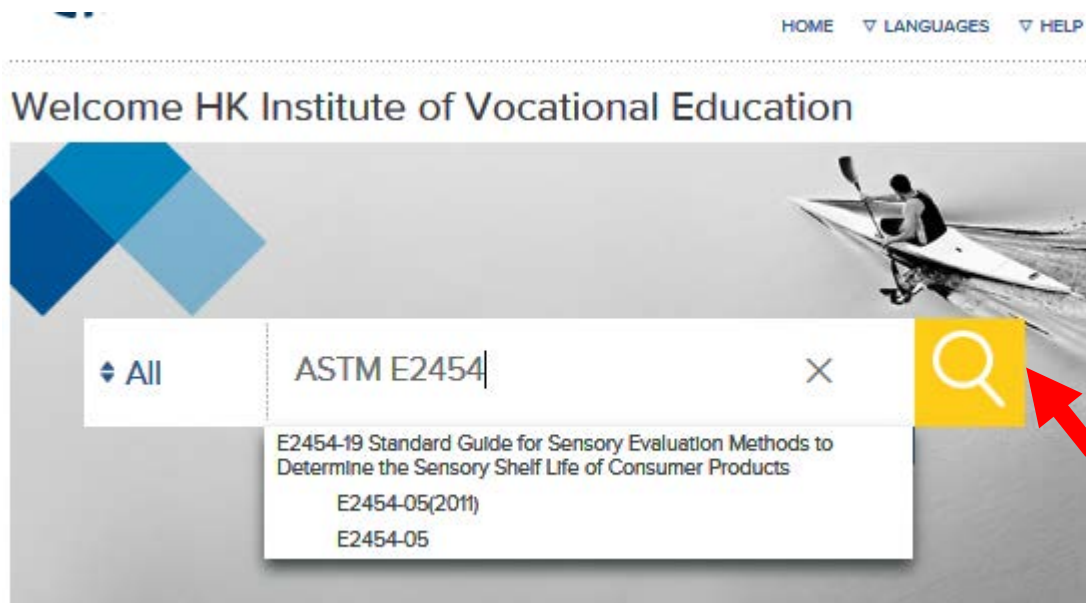 HOME ▽ LANGUAGES ▽ HELP
Welcome HK Institute of Vocational Education
All
ASTM E2454
E2454-19 Standard Guide for Sensory Evaluation Methods to
Determine the Sensory Shelf Life of Consumer Products
E2454-05(2011)
E2454-05